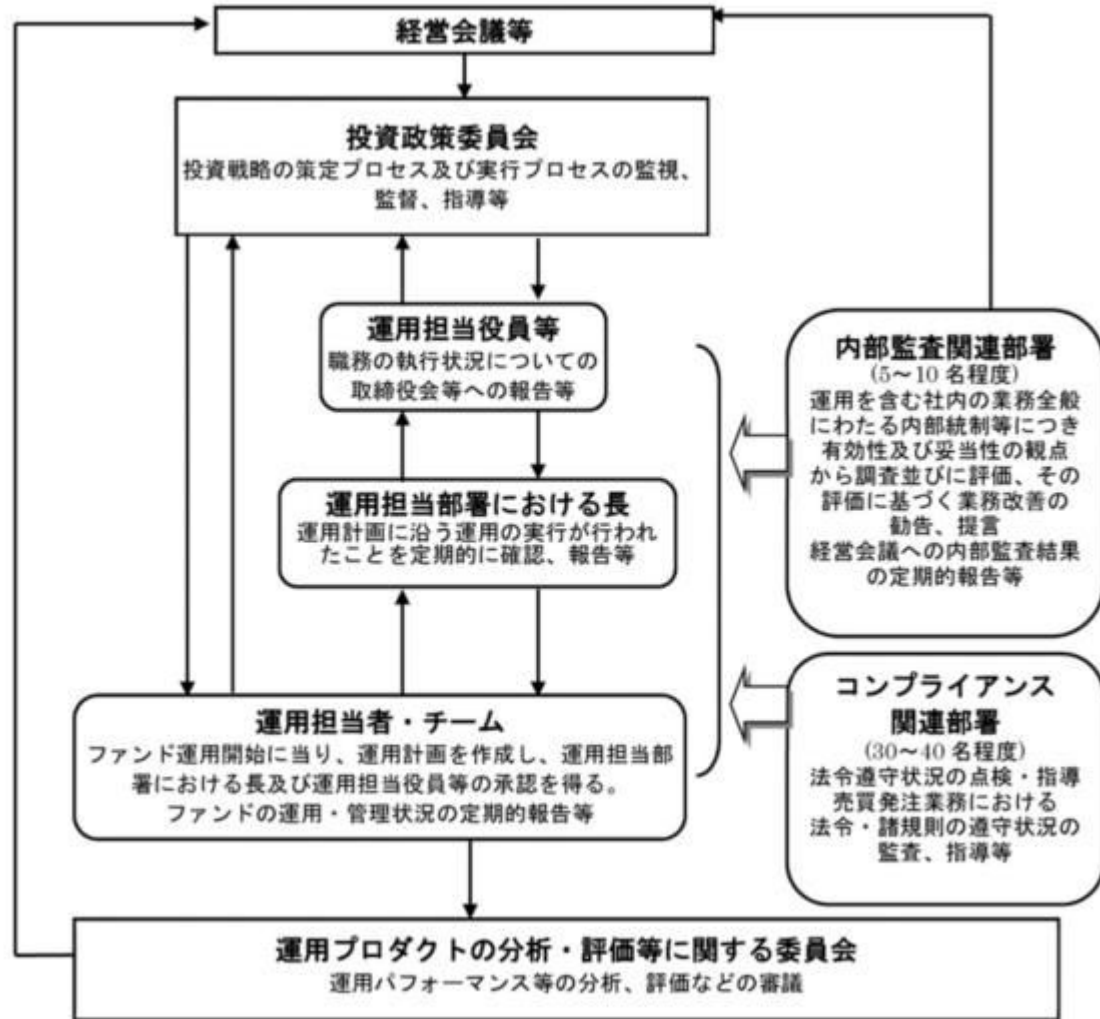 経営会議等
投資政策委員会
投資戦略の策定プロセス及び実行プロセスの監視、
監督、指導等
運用担当役員等
職務の執行状況についての
取締役会等への報告等
運用担当部署における長
運用計画に沿う運用の実行が行われ
たことを定期的に確認、報告等
運用担当者・チーム
ファンド運用開始に当り、運用計画を作成し、運用担当部
署における長及び運用担当役員等の承認を得る。
ファンドの運用・管理状況の定期的報告等
内部監査関連部署
(5～10 名程度)
運用を含む社内の業務全般
にわたる内部統制等につき
有効性及び妥当性の観点
から調査並びに評価、その
評価に基づく業務改善の
勧告、提言
経営会議への内部監査結果
の定期的報告等
コンプライアンス
関連部署
(30～40 名程度)
法令遵守状況の点検・指導
売買発注業務における
法令・諸規則の遵守状況の
監査、指導等
運用プロダクトの分析・評価等に関する委員会
運用パフォーマンス等の分析、評価などの審議